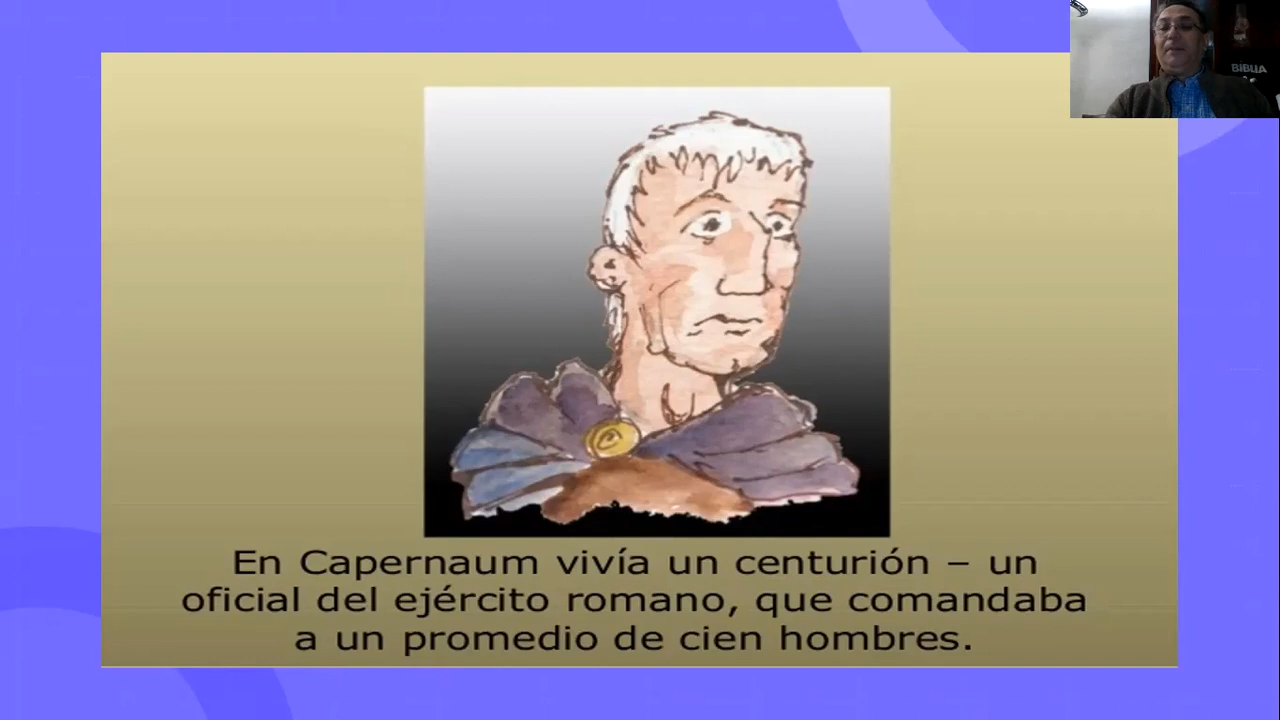 BIBLIA
En Capernaum vivía un centurión – un
oficial del ejército romano, que comandaba
a un promedio de cien hombres.